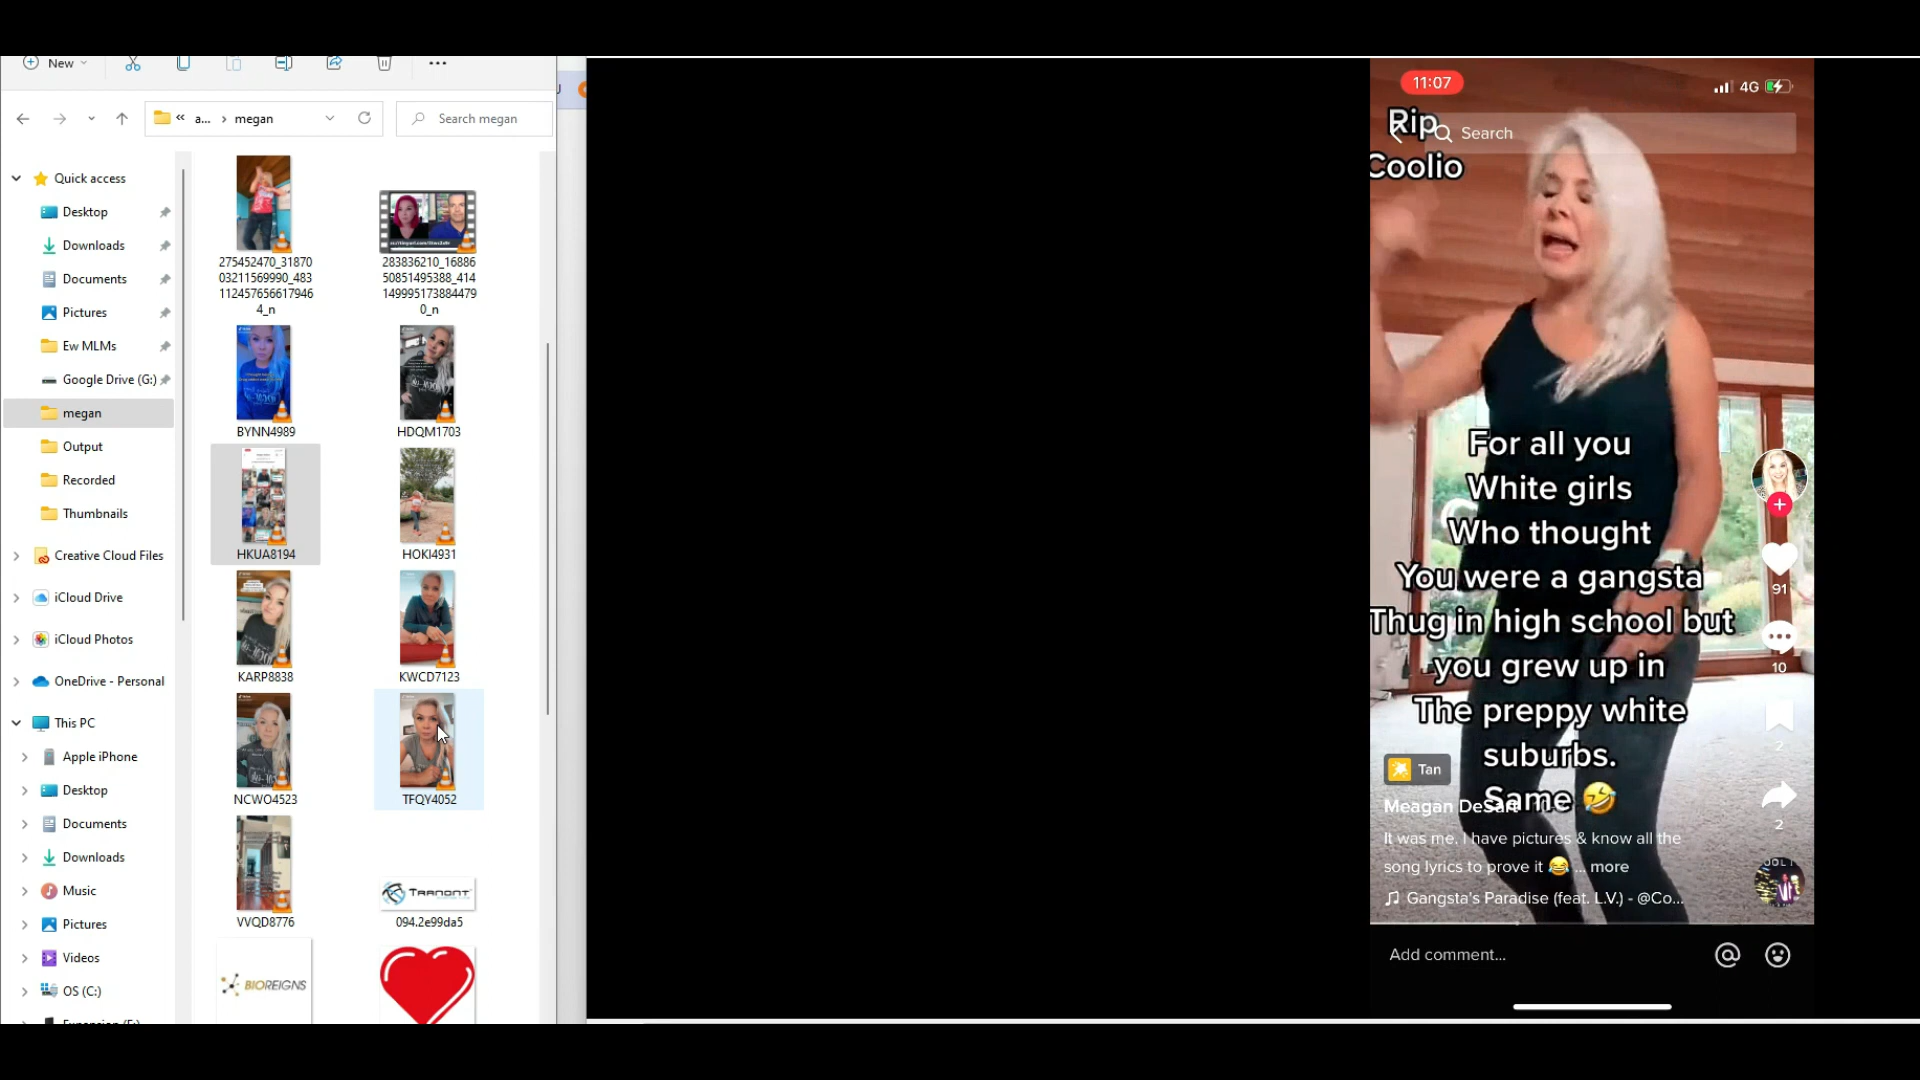 New
a... › megan
Search megan
Quick access
Desktop
Downloads
Documents
Pictures
Ew MLMs
Google Drive (G:)
megan
Output
Recorded
Thumbnails
Creative Cloud Files
iCloud Drive
iCloud Photos
OneDrive - Personal
This PC
Apple iPhone
Desktop
Documents
Downloads
Music
Pictures
Videos
OS (C:)
275452470_31870
03211569990_483
112457656617946
4_n
283836210_16886
50851495388_414
149995173884479
0_n
BYNN4989
HDQM1703
HKUA8194
HOKI4931
KARP8838
KWCD7123
NCWO4523
TFQY4052
VVQD8776
TRANONT
094.2e99da5
BIOREIGNS
11:07
4G
Rip
Coolio
Search
For all you
White girls
Who thought
You were a gangsta
Thug in high school but
you grew up in
The preppy white
suburbs.
Same 🤣
91
10
2
2
Tan
Meagan DeSart
It was me. I have pictures & know all the
song lyrics to prove it 😂 ... more
Gangsta's Paradise (feat. L.V.) - @Co...
Add comment...